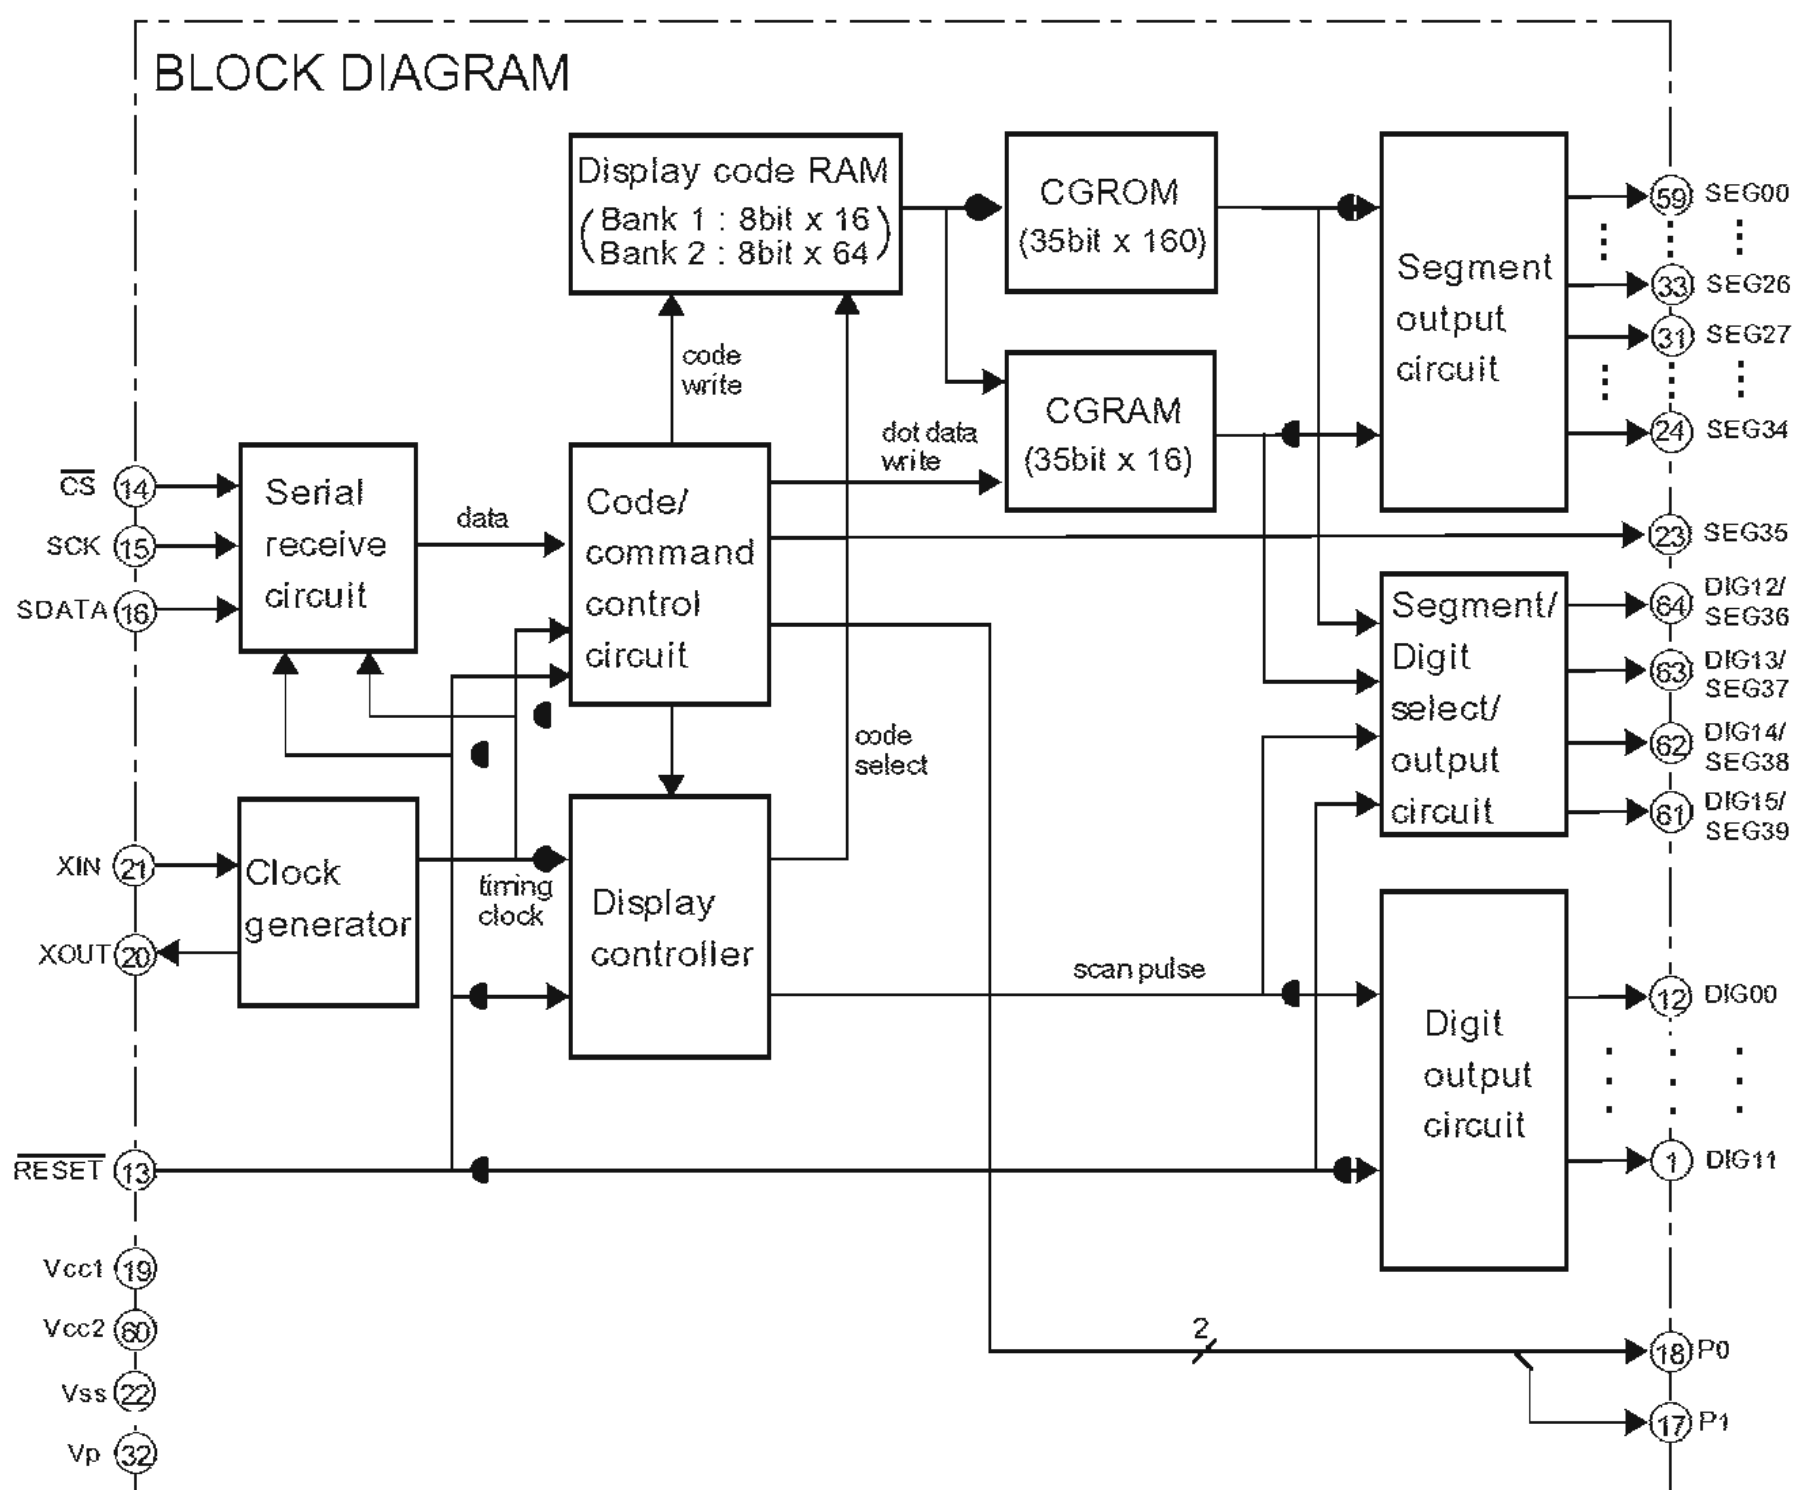 BLOCK DIAGRAM
Display code RAM
(Bank 1 : 8bit x 16
Bank 2 : 8bit x 64)
CGROM
(35bit x 160)
Segment
output
circuit
59 SEG00
33 SEG26
31 SEG27
24 SEG34
code
write
CGRAM
(35bit x 16)
dot data
write
CS 14
SCK 15
SDATA 16
Serial
receive
circuit
data
Code/
command
control
circuit
23 SEG35
Segment/
Digit
select/
output
circuit
64 DIG12/
SEG36
63 DIG13/
SEG37
62 DIG14/
SEG38
61 DIG15/
SEG39
code
select
XIN 21
XOUT 20
Clock
generator
timing
clock
Display
controller
scan pulse
Digit
output
circuit
12 DIG00
1 DIG11
RESET 13
Vcc1 19
Vcc2 60
Vss 22
Vp 32
2
18 P0
17 P1